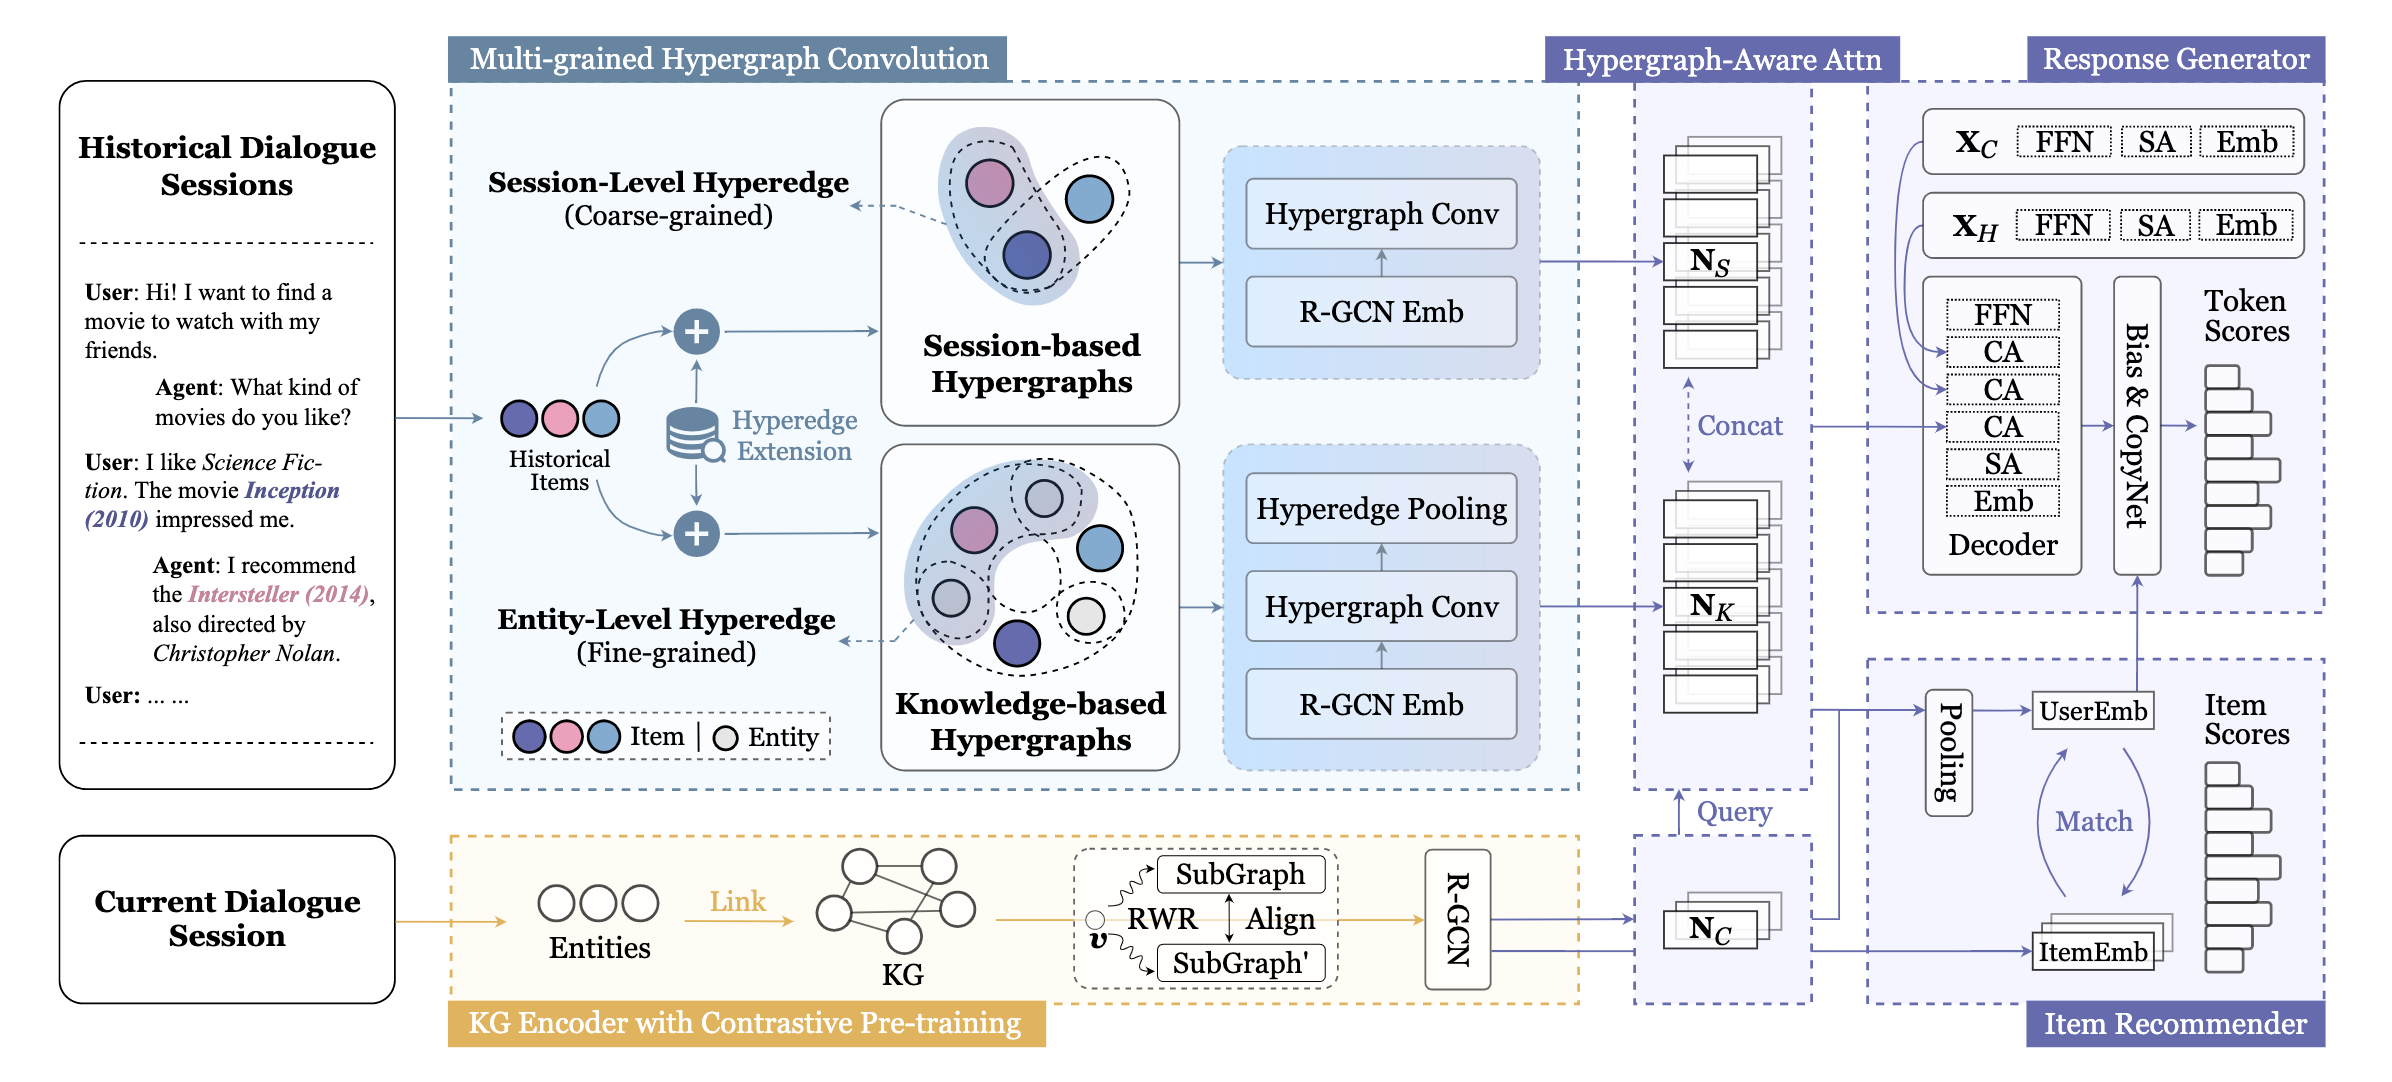 Multi-grained Hypergraph Convolution
Hypergraph-Aware Attn
Response Generator
Historical Dialogue
Sessions
User: Hi! I want to find a
movie to watch with my
friends.
Agent: What kind of
movies do you like?
User: I like Science Fic-
tion. The movie Inception
(2010) impressed me.
Agent: I recommend
the Intersteller (2014),
also directed by
Christopher Nolan.
User: ... ...
Current Dialogue
Session
Session-Level Hyperedge
(Coarse-grained)
Historical
Items
Hyperedge
Extension
Entity-Level Hyperedge
(Fine-grained)
Item | Entity
Session-based
Hypergraphs
Knowledge-based
Hypergraphs
Hypergraph Conv
R-GCN Emb
Hyperedge Pooling
Hypergraph Conv
R-GCN Emb
N_S
Concat
N_K
Query
N_C
X_C FFN SA Emb
X_H FFN SA Emb
FFN
CA
CA
CA
SA
Emb
Decoder
Bias & CopyNet
Token
Scores
Pooling
UserEmb
Match
ItemEmb
Item
Scores
Entities
Link
KG
v
RWR
SubGraph
Align
SubGraph'
R-GCN
KG Encoder with Contrastive Pre-training
Item Recommender